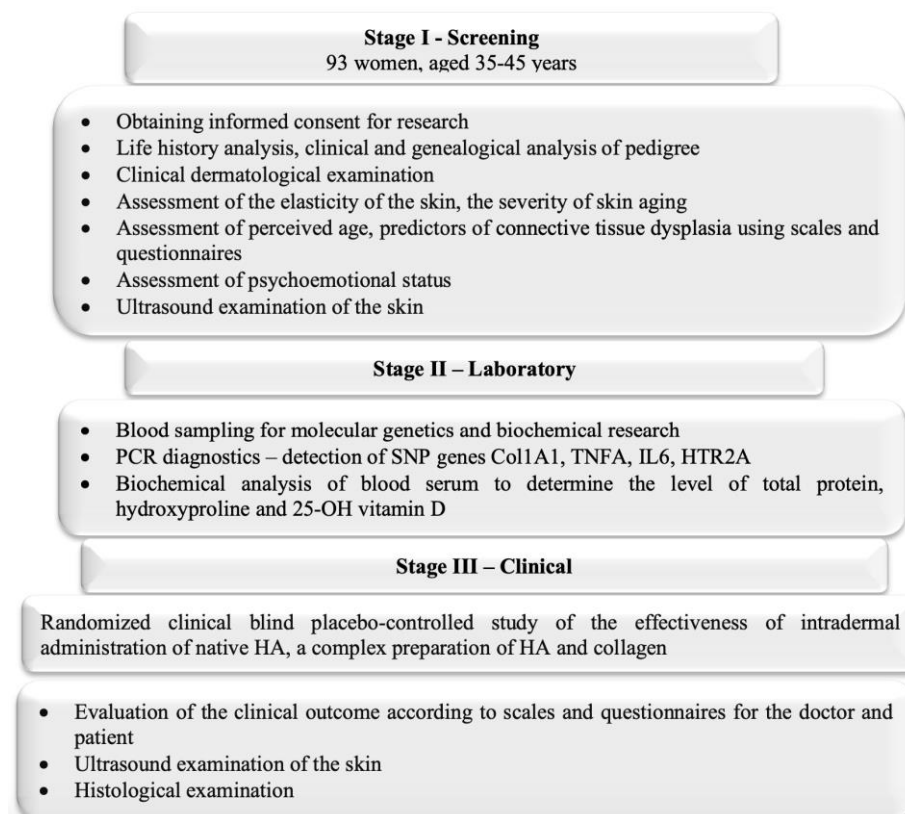 Stage I - Screening
93 women, aged 35-45 years
• Obtaining informed consent for research
• Life history analysis, clinical and genealogical analysis of pedigree
• Clinical dermatological examination
• Assessment of the elasticity of the skin, the severity of skin aging
• Assessment of perceived age, predictors of connective tissue dysplasia using scales and
questionnaires
• Assessment of psychoemotional status
• Ultrasound examination of the skin
Stage II – Laboratory
• Blood sampling for molecular genetics and biochemical research
• PCR diagnostics – detection of SNP genes Col1A1, TNFA, IL6, HTR2A
• Biochemical analysis of blood serum to determine the level of total protein,
hydroxyproline and 25-OH vitamin D
Stage III – Clinical
Randomized clinical blind placebo-controlled study of the effectiveness of intradermal
administration of native HA, a complex preparation of HA and collagen
• Evaluation of the clinical outcome according to scales and questionnaires for the doctor and
patient
• Ultrasound examination of the skin
• Histological examination